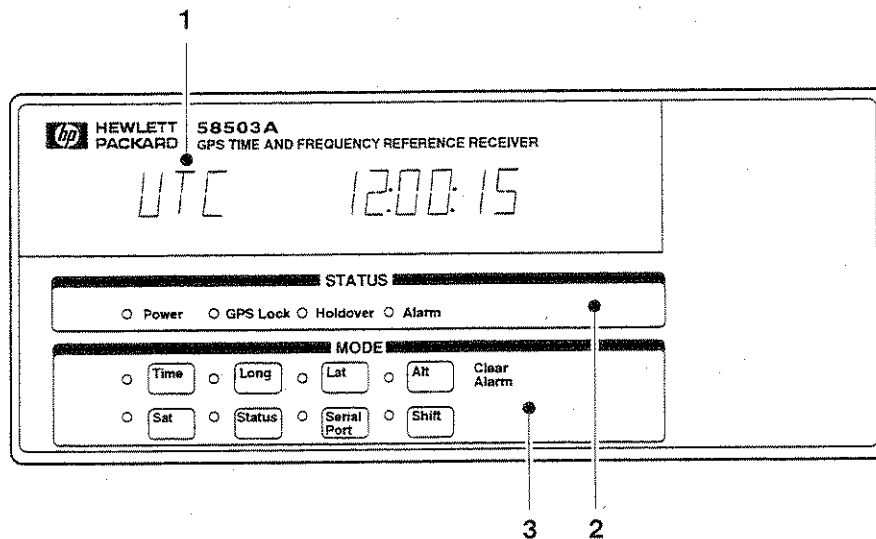 1
hp HEWLETT PACKARD 58503A
GPS TIME AND FREQUENCY REFERENCE RECEIVER
UTC 12:00:15
STATUS
Power GPS Lock Holdover Alarm
MODE
Time Long Lat Alt Clear Alarm
Sat Status Serial Port Shift
3 2